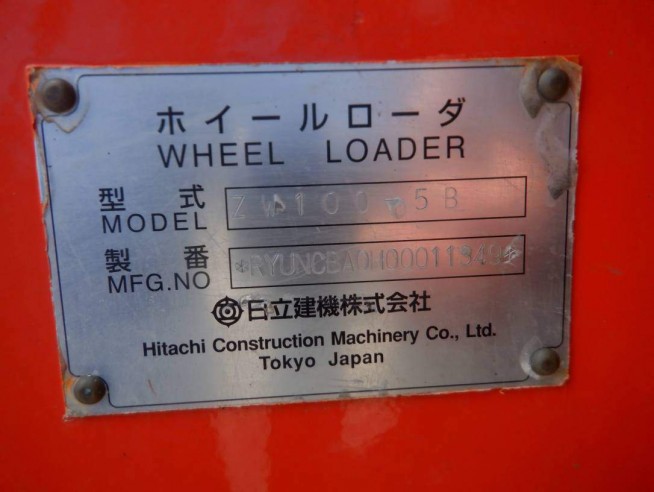 ホイールローダ
WHEEL LOADER
型式 ZW100-5B
MODEL
製番 *RYUNCBA0H00011349*
MFG.NO
日立建機株式会社
Hitachi Construction Machinery Co., Ltd.
Tokyo Japan